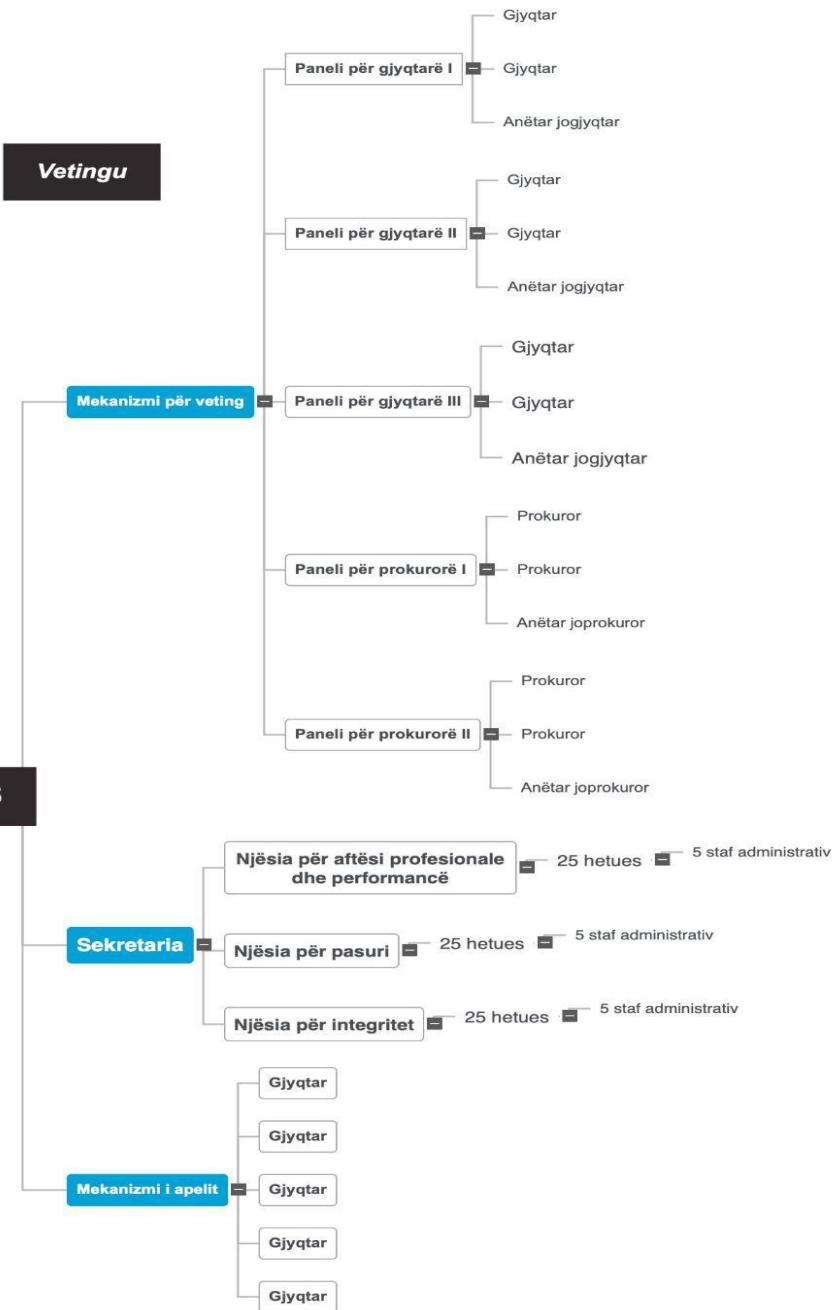 Vetingu
Mekanizmi për veting
Paneli për gjyqtarë I
Gjyqtar
Gjyqtar
Anëtar jogjyqtar
Paneli për gjyqtarë II
Gjyqtar
Gjyqtar
Anëtar jogjyqtar
Paneli për gjyqtarë III
Gjyqtar
Gjyqtar
Anëtar jogjyqtar
Paneli për prokurorë I
Prokuror
Prokuror
Anëtar joprokuror
Paneli për prokurorë II
Prokuror
Prokuror
Anëtar joprokuror
Sekretaria
Njësia për aftësi profesionale
dhe performancë
25 hetues
5 staf administrativ
Njësia për pasuri
25 hetues
5 staf administrativ
Njësia për integritet
25 hetues
5 staf administrativ
Mekanizmi i apelit
Gjyqtar
Gjyqtar
Gjyqtar
Gjyqtar
Gjyqtar